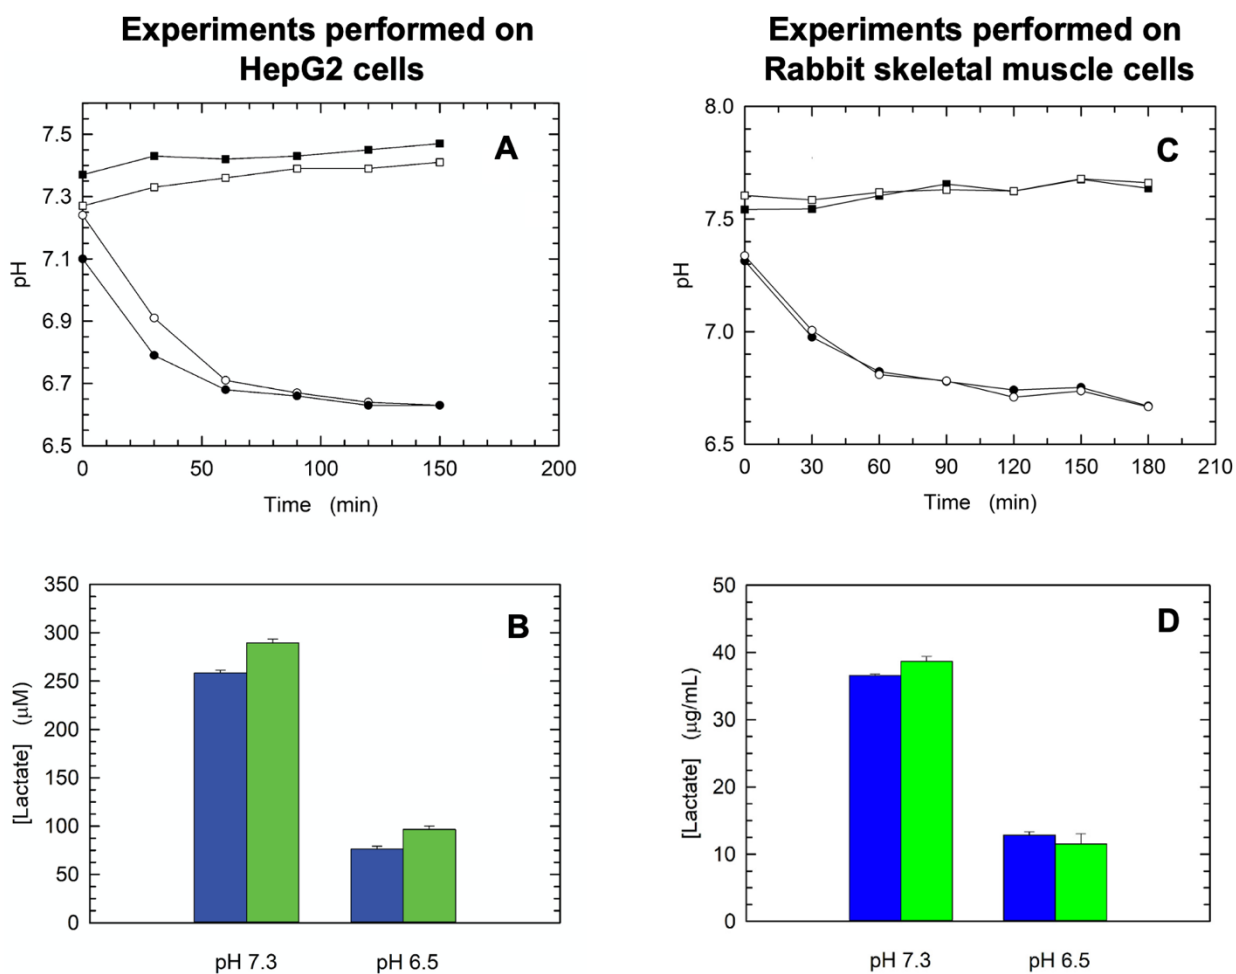 Experiments performed on
HepG2 cells
Experiments performed on
Rabbit skeletal muscle cells
A
7.5
7.3
7.1
6.9
6.7
6.5
pH
0
50
100
150
200
Time (min)
C
8.0
7.5
7.0
6.5
pH
0
30
60
90
120
150
180
210
Time (min)
B
350
300
250
200
150
100
50
0
[Lactate] (μM)
pH 7.3
pH 6.5
D
50
40
30
20
10
0
[Lactate] (μg/mL)
pH 7.3
pH 6.5